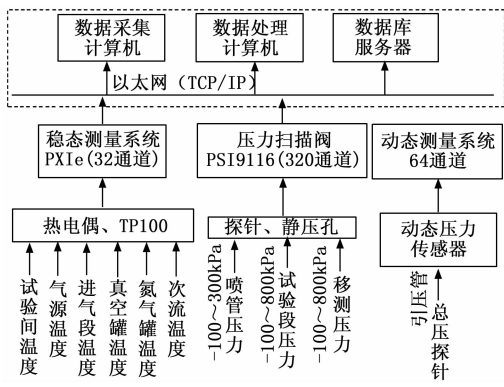 数据采集
计算机
数据处理
计算机
数据库
服务器
以太网（TCP/IP）
稳态测量系统
PXIe(32通道)
压力扫描阀
PSI9116(320通道)
动态测量系统
64通道
热电偶、TP100
探针、静压孔
动态压力
传感器
试验间温度
气源温度
进气段温度
真空罐温度
氮气罐温度
次流温度
-100～300kPa
喷管压力
-100～800kPa
试验段压力
-100～800kPa
移测压力
引压管
总压探针